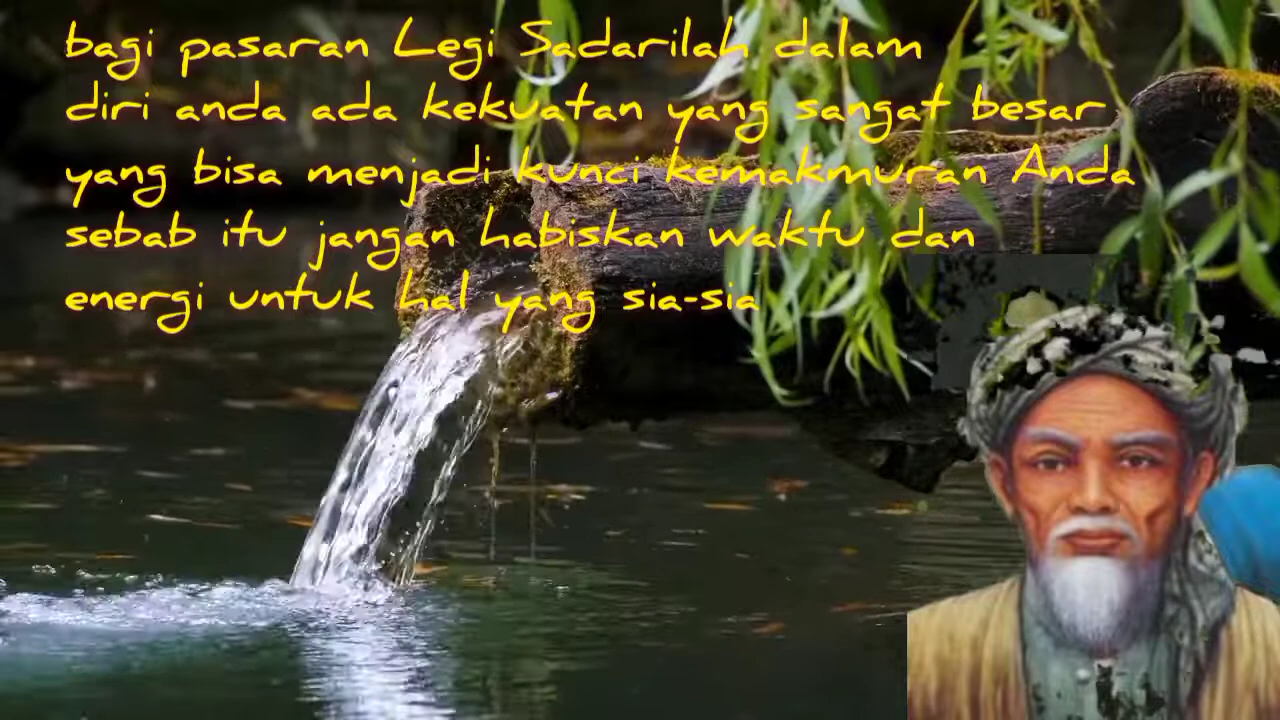 bagi pasaran Legi Sadarilah dalam
diri anda ada kekuatan yang sangat besar
yang bisa menjadi kunci kemakmuran Anda
sebab itu jangan habiskan waktu dan
energi untuk hal yang sia-sia